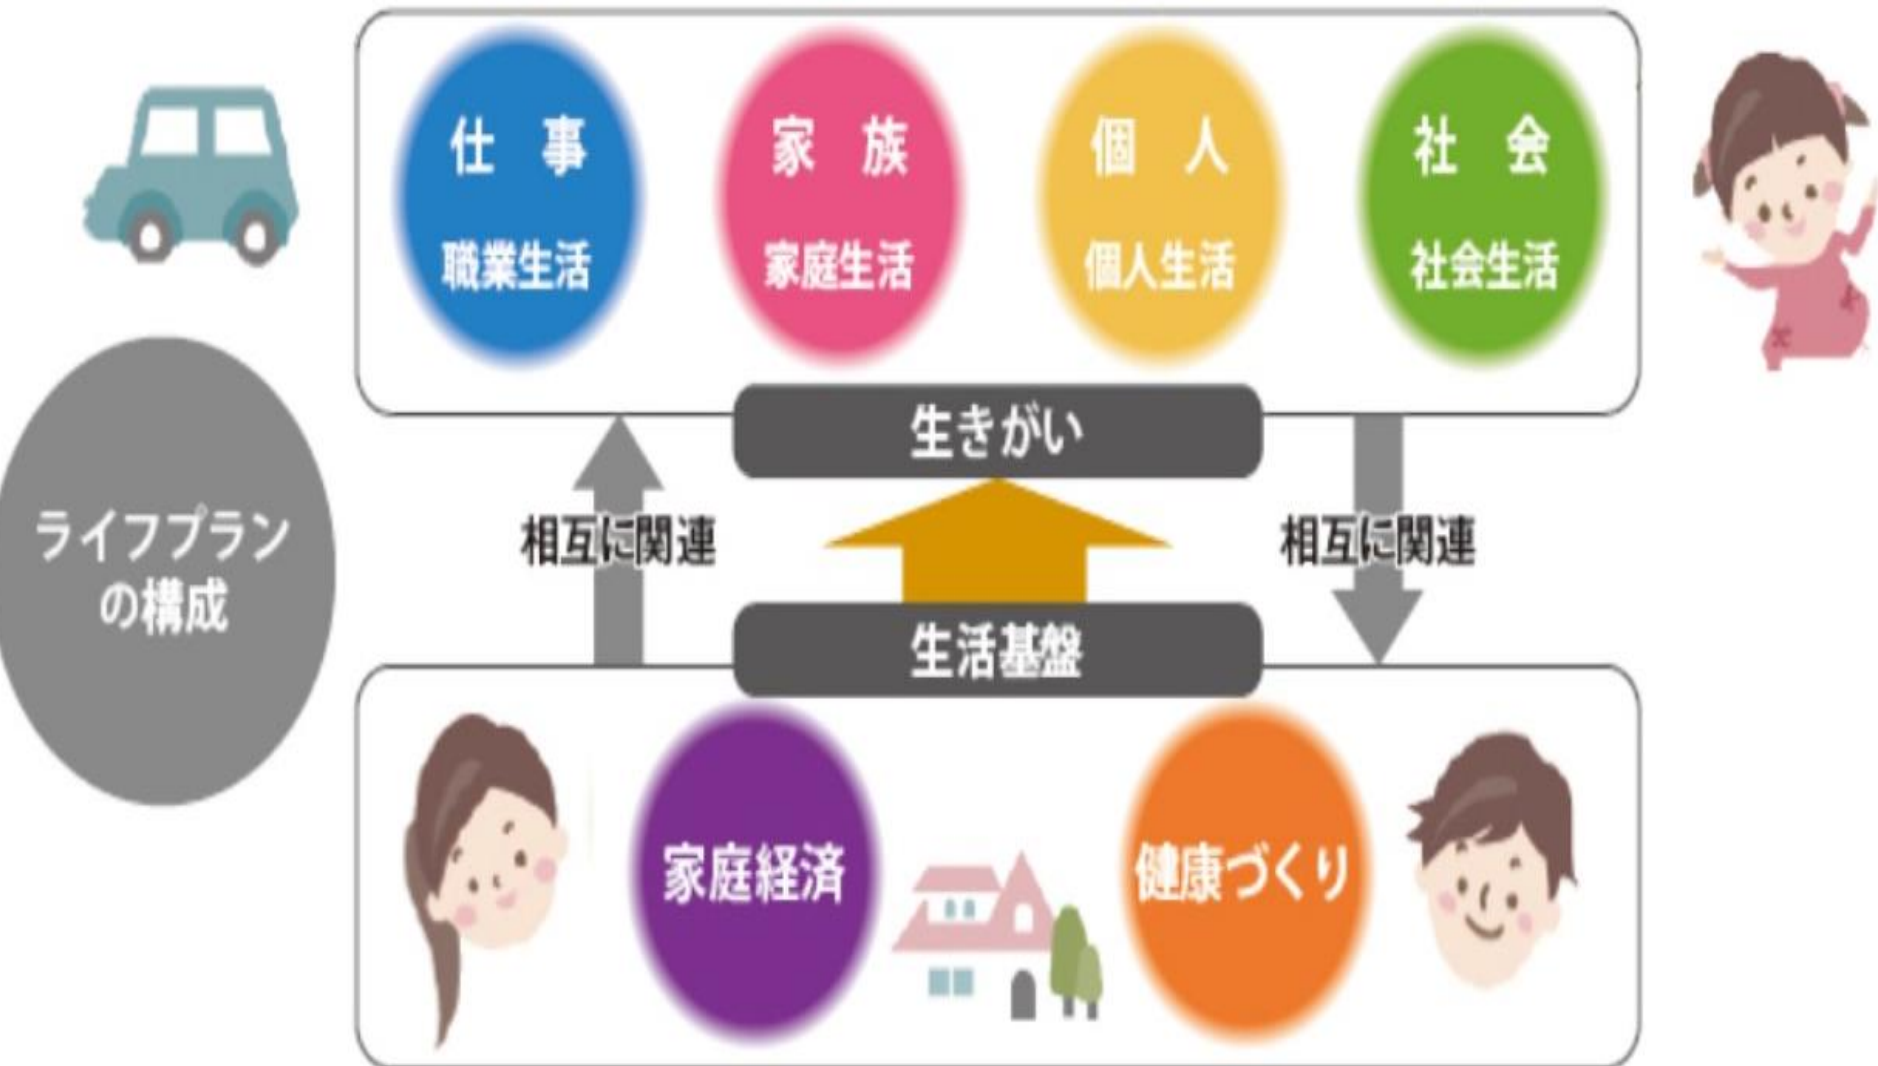 仕　事
職業生活
家　族
家庭生活
個　人
個人生活
社　会
社会生活
生きがい
ライフプラン
の構成
相互に関連
相互に関連
生活基盤
家庭経済
健康づくり